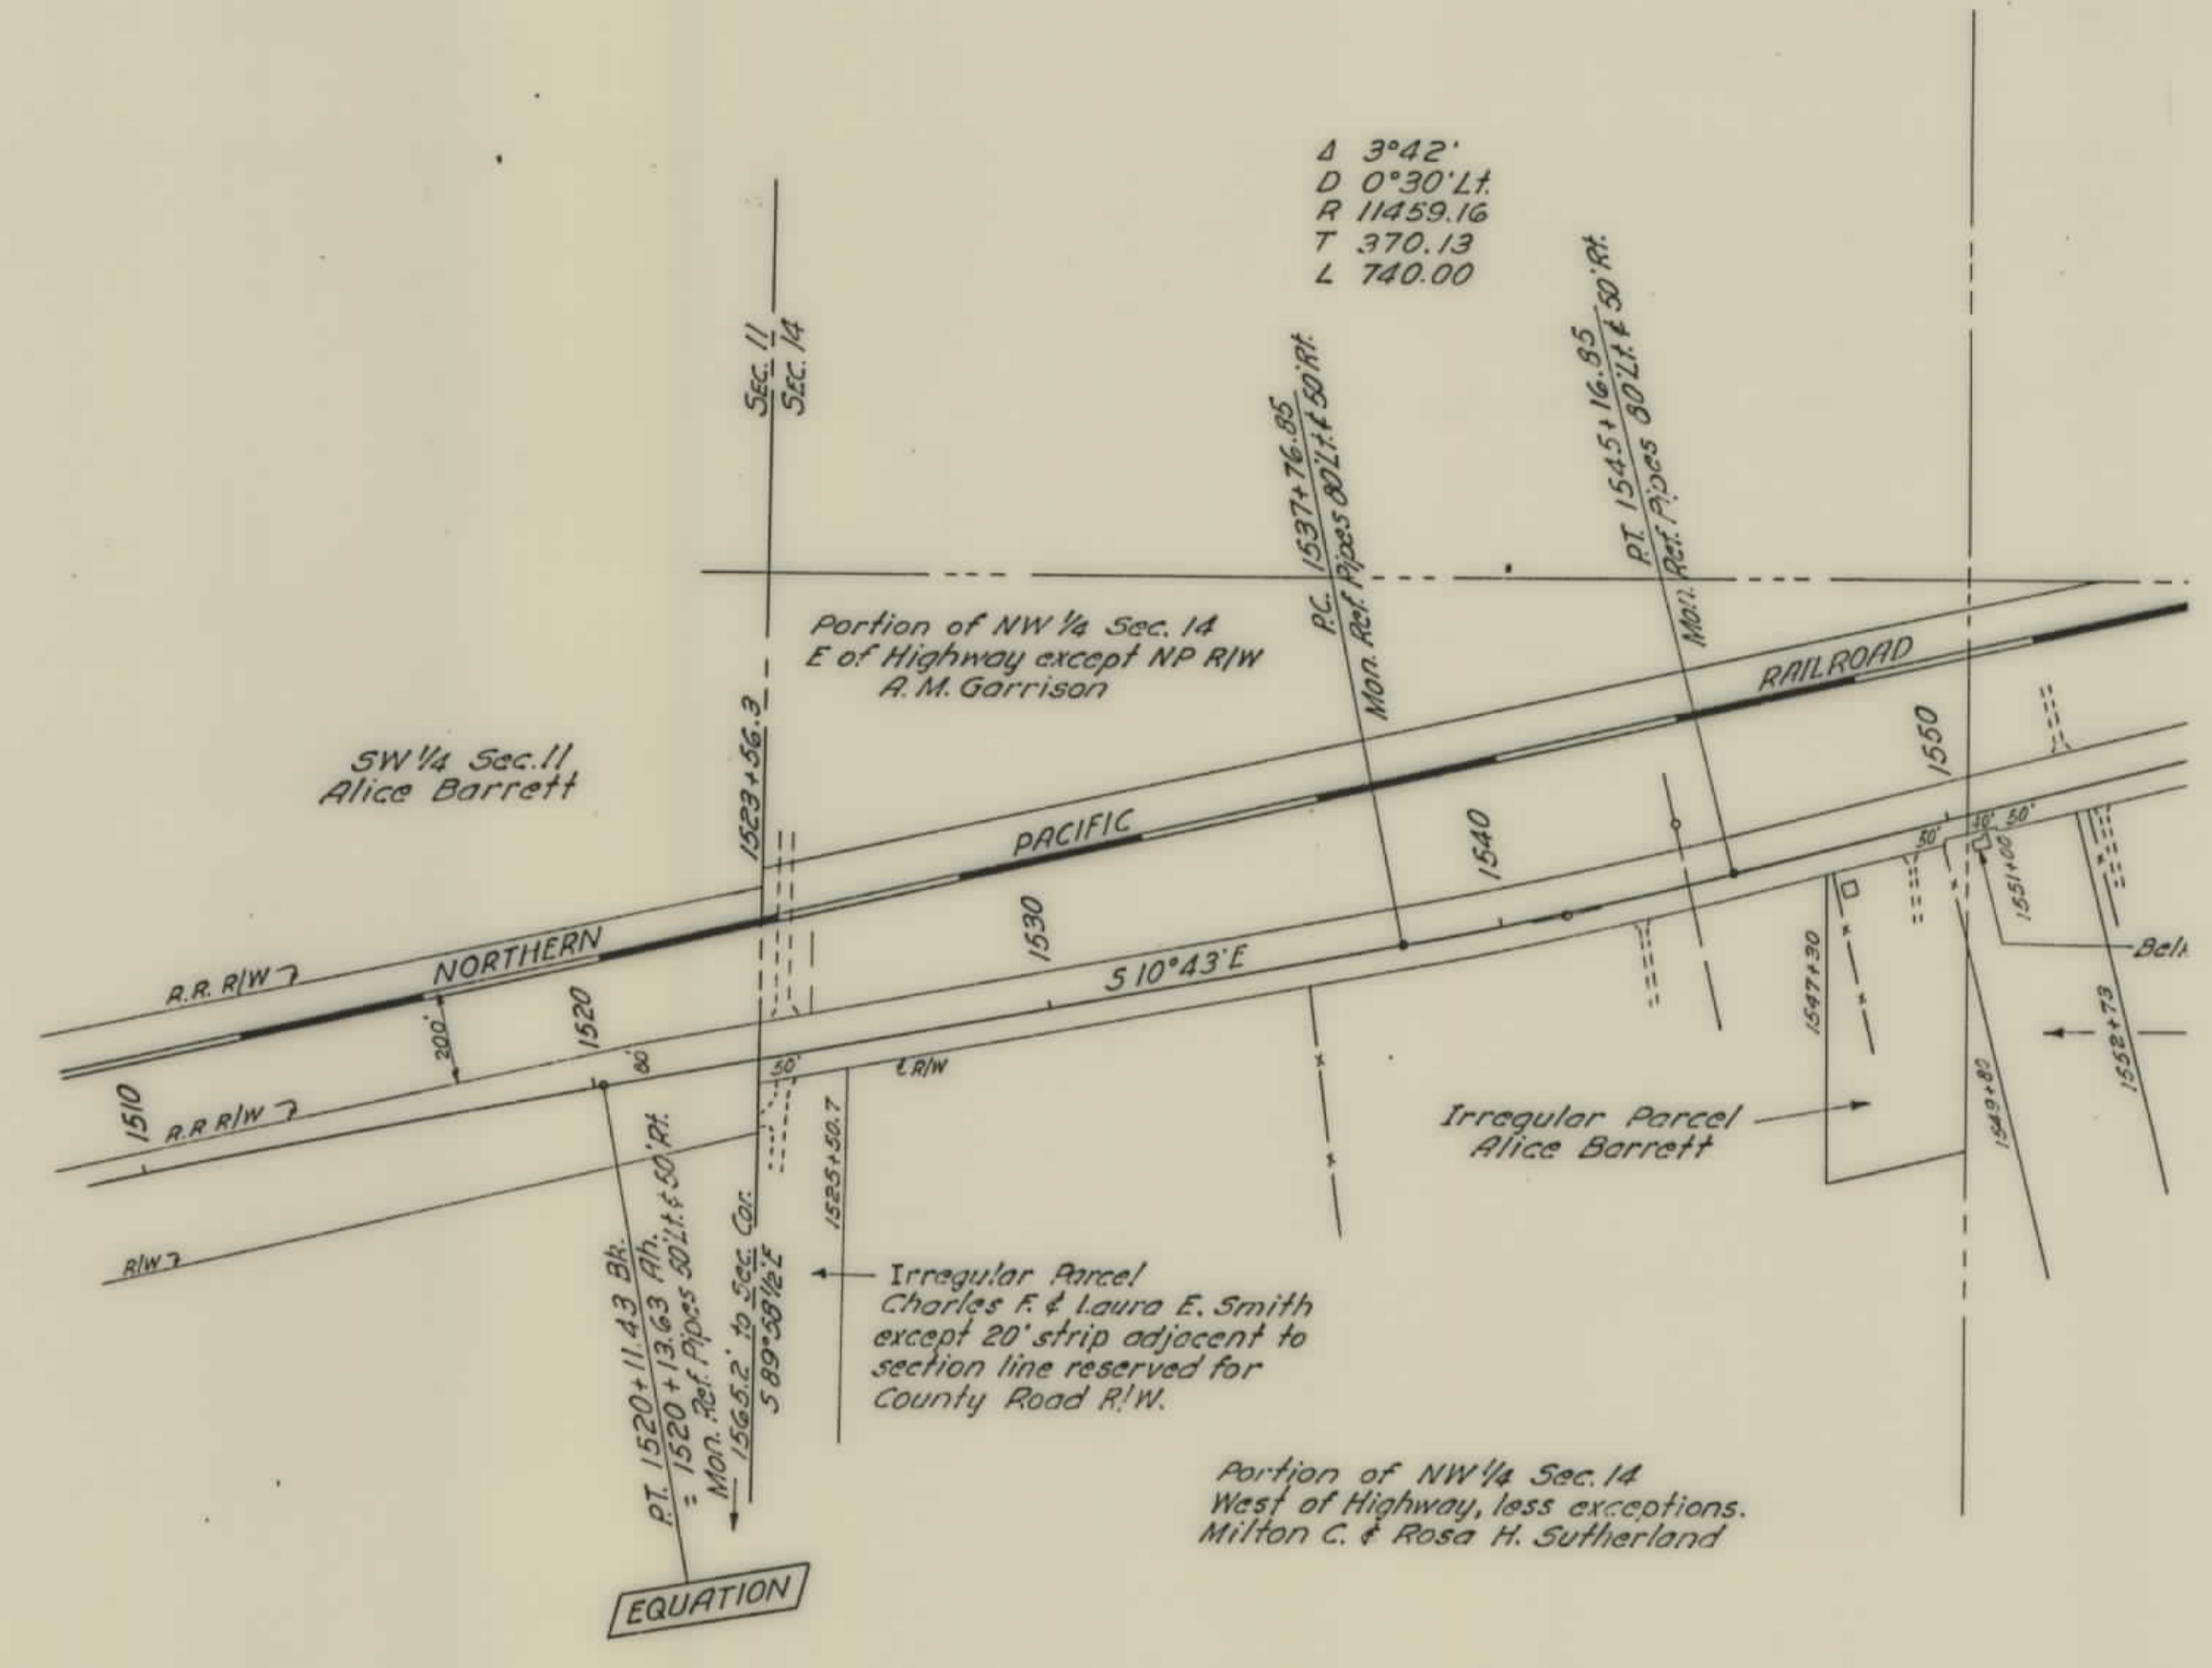 Δ 3°42'
D 0°30' Lt.
R 11459.16
T 370.13
L 740.00
SEC. 11
SEC. 14
P.C. 1537+76.85
Mon. Ref. Pipes 80' Lt. & 50' Rt.
P.T. 1545+16.85
Mon. Ref. Pipes 80' Lt. & 50' Rt.
Portion of NW 1/4 Sec. 14
E of Highway except NP R/W
A. M. Garrison
SW 1/4 Sec. 11
Alice Barrett
1523+56.3
NORTHERN
PACIFIC
RAILROAD
R.R. R/W
200'
R.R. R/W
R/W
1510
1520
80'
50'
1530
S 10°43' E
R/W
1540
1550
50'
40'
50'
1551+00
1547+30
1549+80
1552+73
1525+50.7
Irregular Parcel
Alice Barrett
P.T. 1520+11.43 Bk.
= 1520+13.63 Ah.
Mon. Ref. Pipes 50' Lt. & 50' Rt.
1565.2' to Sec. Cor.
S 89°58 1/2' E
EQUATION
Irregular Parcel
Charles F. & Laura E. Smith
except 20' strip adjacent to
section line reserved for
County Road R/W.
Portion of NW 1/4 Sec. 14
West of Highway, less exceptions.
Milton C. & Rosa H. Sutherland